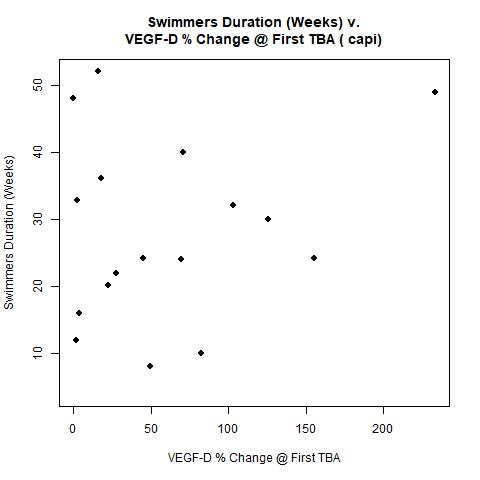 Swimmers Duration (Weeks) v.
VEGF-D % Change @ First TBA ( capi)
Swimmers Duration (Weeks)
50
40
30
20
10
0
50
100
150
200
VEGF-D % Change @ First TBA